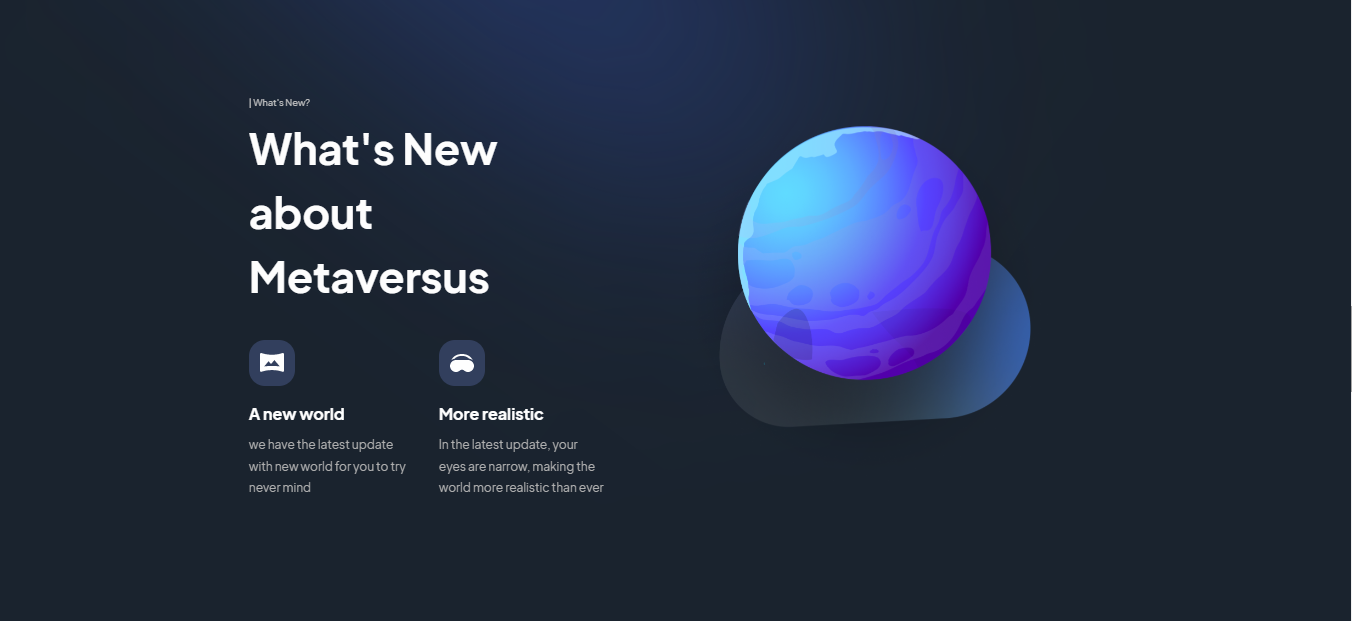 | What's New?
What's New
about
Metaversus
A new world
we have the latest update
with new world for you to try
never mind
More realistic
In the latest update, your
eyes are narrow, making the
world more realistic than ever